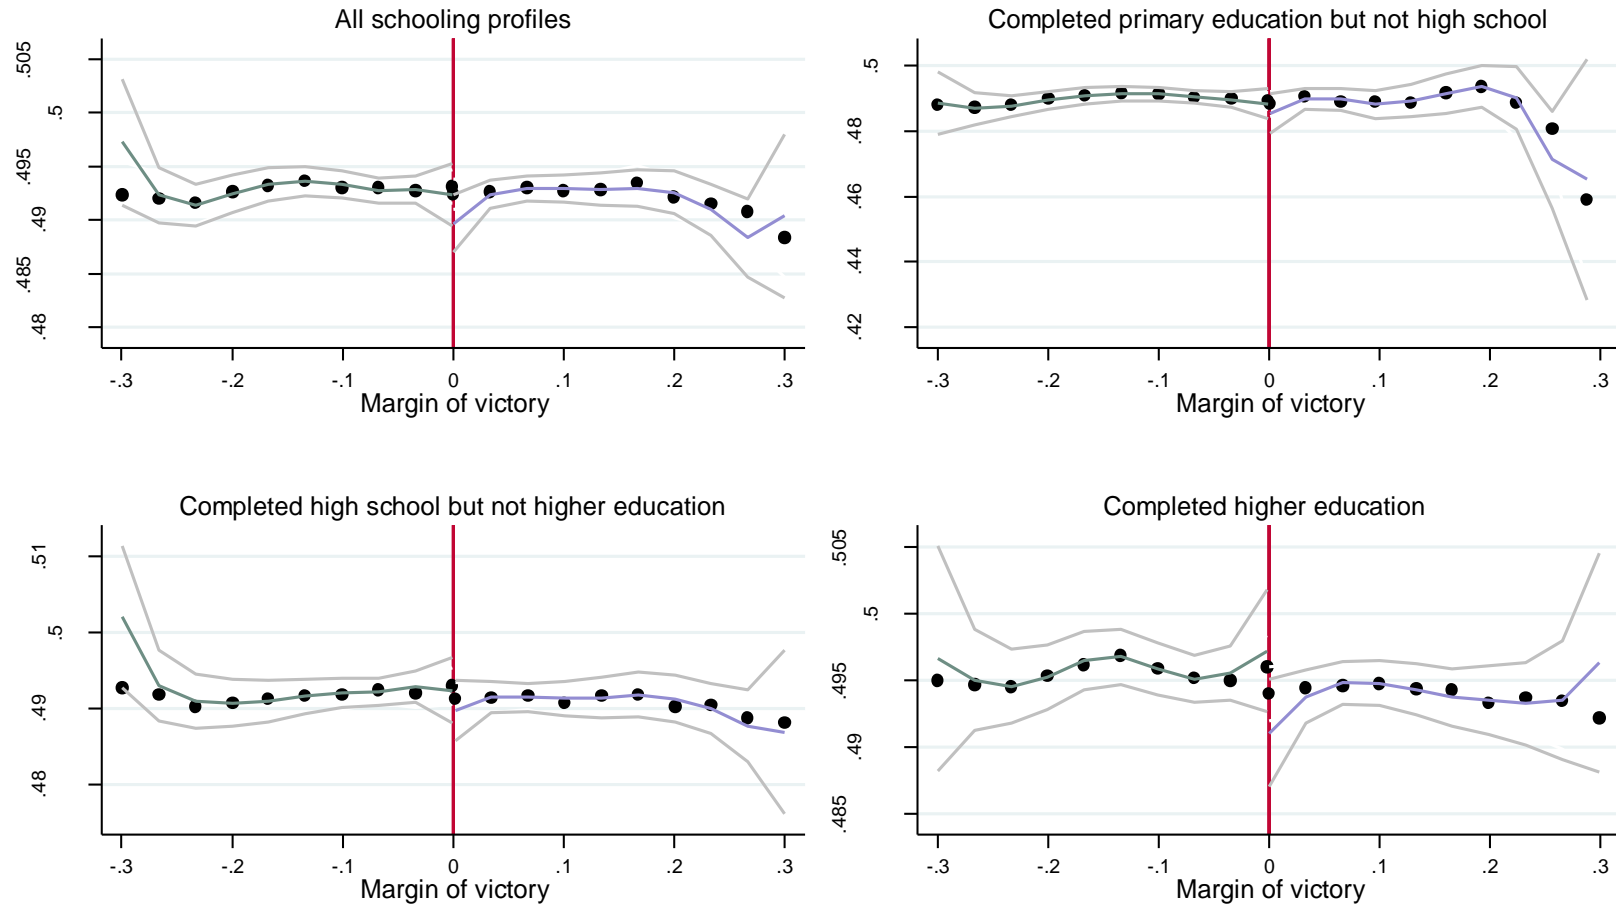 All schooling profiles
.505
.5
.495
.49
.485
.48
-.3 -.2 -.1 0 .1 .2 .3
Margin of victory
Completed primary education but not high school
.5
.48
.46
.44
.42
-.3 -.2 -.1 0 .1 .2 .3
Margin of victory
Completed high school but not higher education
.51
.5
.49
.48
-.3 -.2 -.1 0 .1 .2 .3
Margin of victory
Completed higher education
.505
.5
.495
.49
.485
-.3 -.2 -.1 0 .1 .2 .3
Margin of victory